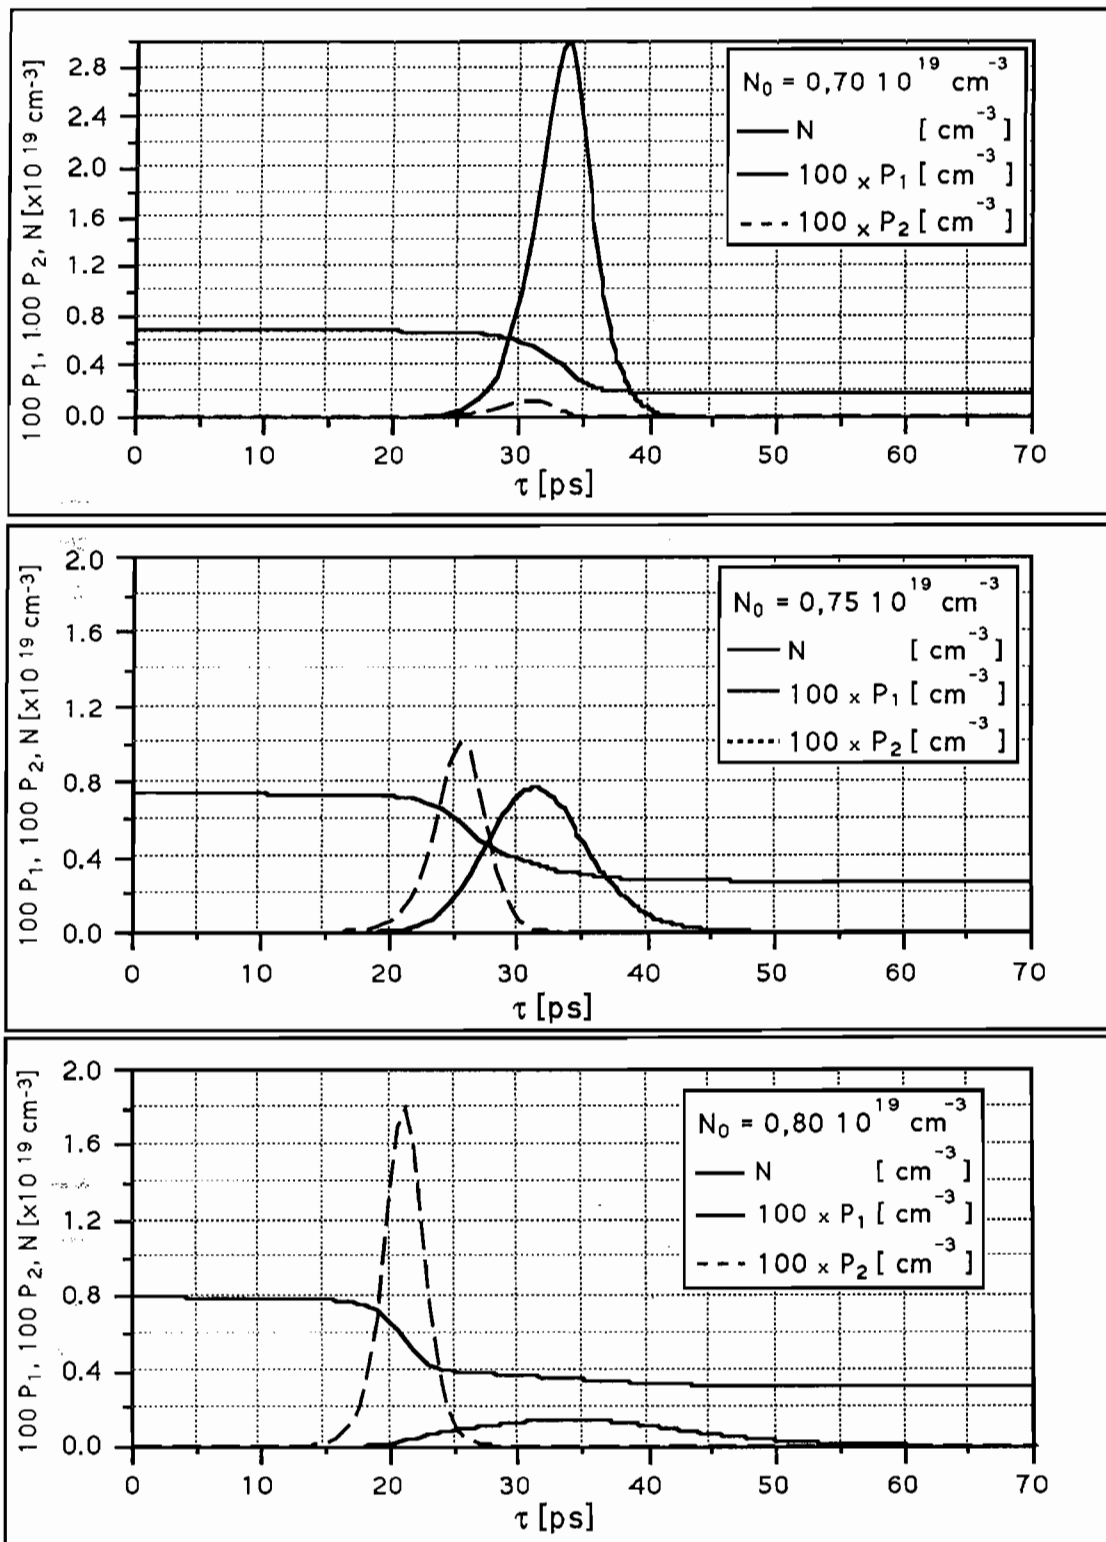 100 P₁, 100 P₂, N [x10 19 cm-3]
2.8
2.4
2.0
1.6
1.2
0.8
0.4
0.0
0 10 20 30 40 50 60 70
τ [ps]
N₀ = 0,70 10 19 cm -3
N [ cm -3 ]
100 x P₁ [ cm -3 ]
100 x P₂ [ cm -3 ]
100 P₁, 100 P₂, N [x10 19 cm-3]
2.0
1.6
1.2
0.8
0.4
0.0
0 10 20 30 40 50 60 70
τ [ps]
N₀ = 0,75 10 19 cm -3
N [ cm -3 ]
100 x P₁ [ cm -3 ]
100 x P₂ [ cm -3 ]
100 P₁, 100 P₂, N [x10 19 cm-3]
2.0
1.6
1.2
0.8
0.4
0.0
0 10 20 30 40 50 60 70
τ [ps]
N₀ = 0,80 10 19 cm -3
N [ cm -3 ]
100 x P₁ [ cm -3 ]
100 x P₂ [ cm -3 ]